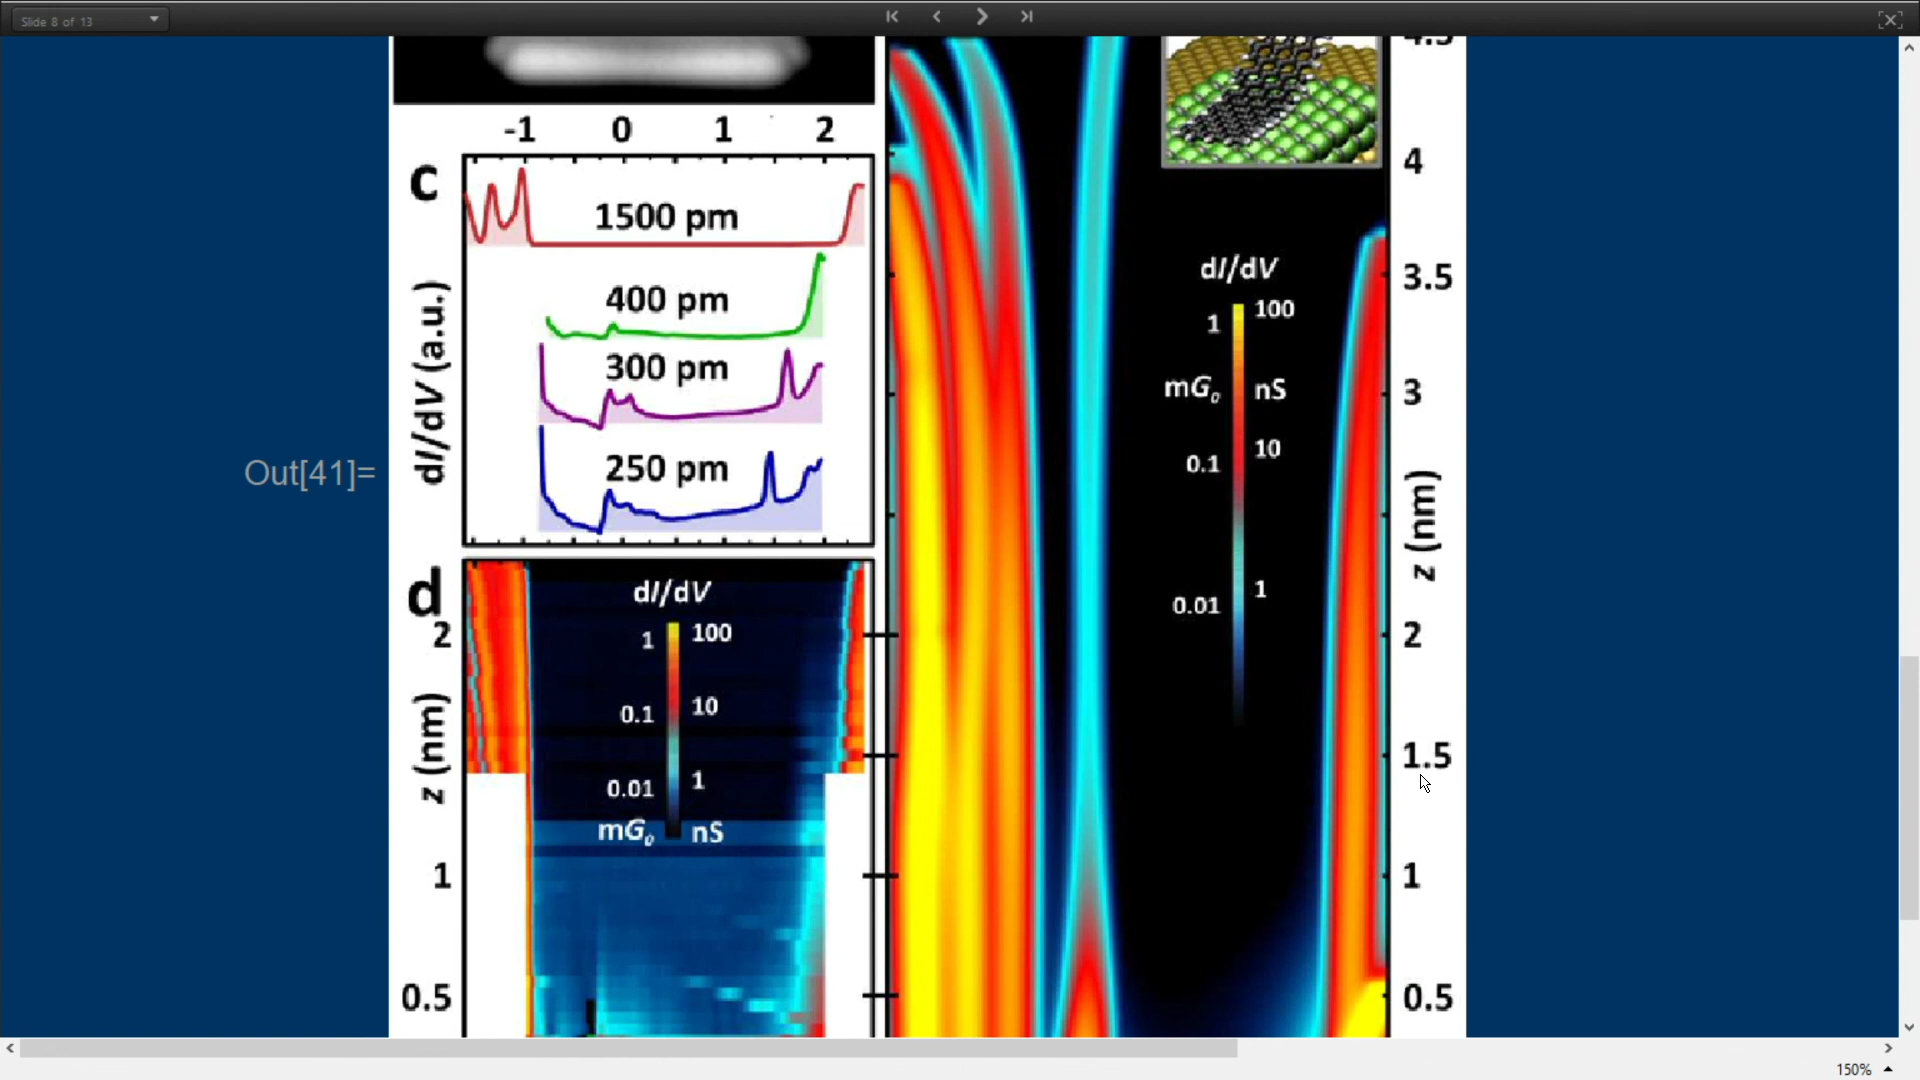 Slide 8 of 13
4.5
-1 0 1 2
c
1500 pm
400 pm
300 pm
250 pm
dI/dV (a.u.)
Out[41]=
d
dI/dV
1 100
0.1 10
0.01 1
mG₀ nS
2
1
0.5
z (nm)
dI/dV
1 100
mG₀ nS
0.1 10
0.01 1
4
3.5
3
2
1.5
1
0.5
z (nm)
150%